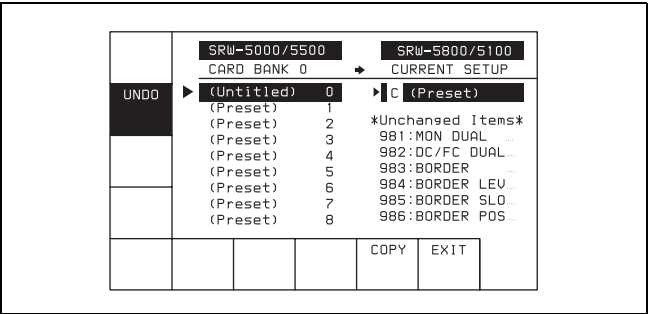 SRW-5000/5500 SRW-5800/5100
CARD BANK 0 ➔ CURRENT SETUP
UNDO ▶ (Untitled) 0 ▶ C (Preset)
(Preset) 1
(Preset) 2 *Unchanged Items*
(Preset) 3 981:MON DUAL ....
(Preset) 4 982:DC/FC DUAL....
(Preset) 5 983:BORDER ....
(Preset) 6 984:BORDER LEV....
(Preset) 7 985:BORDER SLO....
(Preset) 8 986:BORDER POS....
COPY EXIT